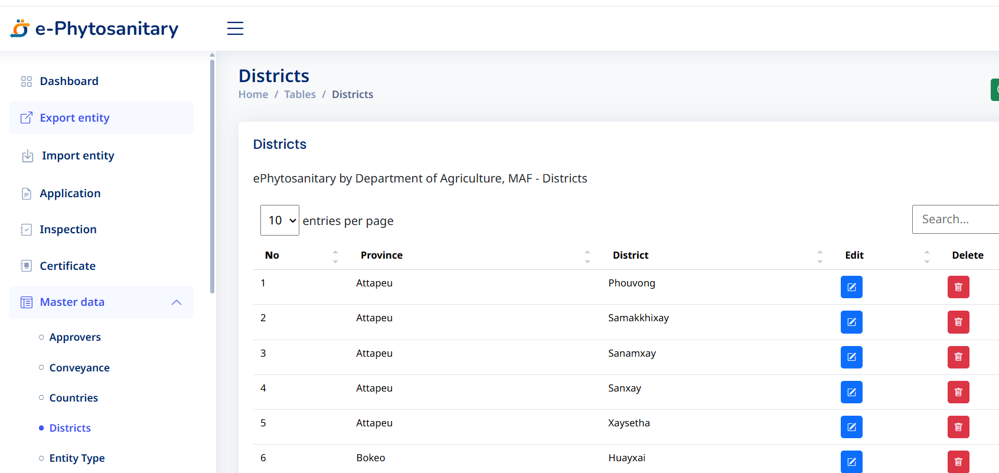 e-Phytosanitary
Dashboard
Export entity
Import entity
Application
Inspection
Certificate
Master data
Approvers
Conveyance
Countries
Districts
Entity Type
Districts
Home / Tables / Districts
Districts
ePhytosanitary by Department of Agriculture, MAF - Districts
10 entries per page
Search...
No Province District Edit Delete
1 Attapeu Phouvong
2 Attapeu Samakkhixay
3 Attapeu Sanamxay
4 Attapeu Sanxay
5 Attapeu Xaysetha
6 Bokeo Huayxai